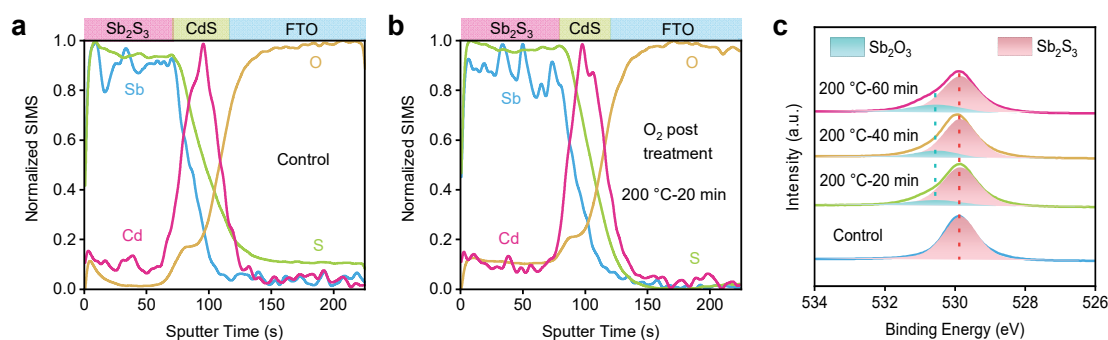 a
Sb₂S₃ CdS FTO
Normalized SIMS
1.0
0.8
0.6
0.4
0.2
0.0
O
Sb
Control
Cd
S
0 50 100 150 200
Sputter Time (s)
b
Sb₂S₃ CdS FTO
Normalized SIMS
1.0
0.8
0.6
0.4
0.2
0.0
O
Sb
O₂ post
treatment
200 °C-20 min
Cd
S
0 50 100 150 200
Sputter Time (s)
c
Sb₂O₃ Sb₂S₃
Intensity (a.u.)
200 °C-60 min
200 °C-40 min
200 °C-20 min
Control
534 532 530 528 526
Binding Energy (eV)